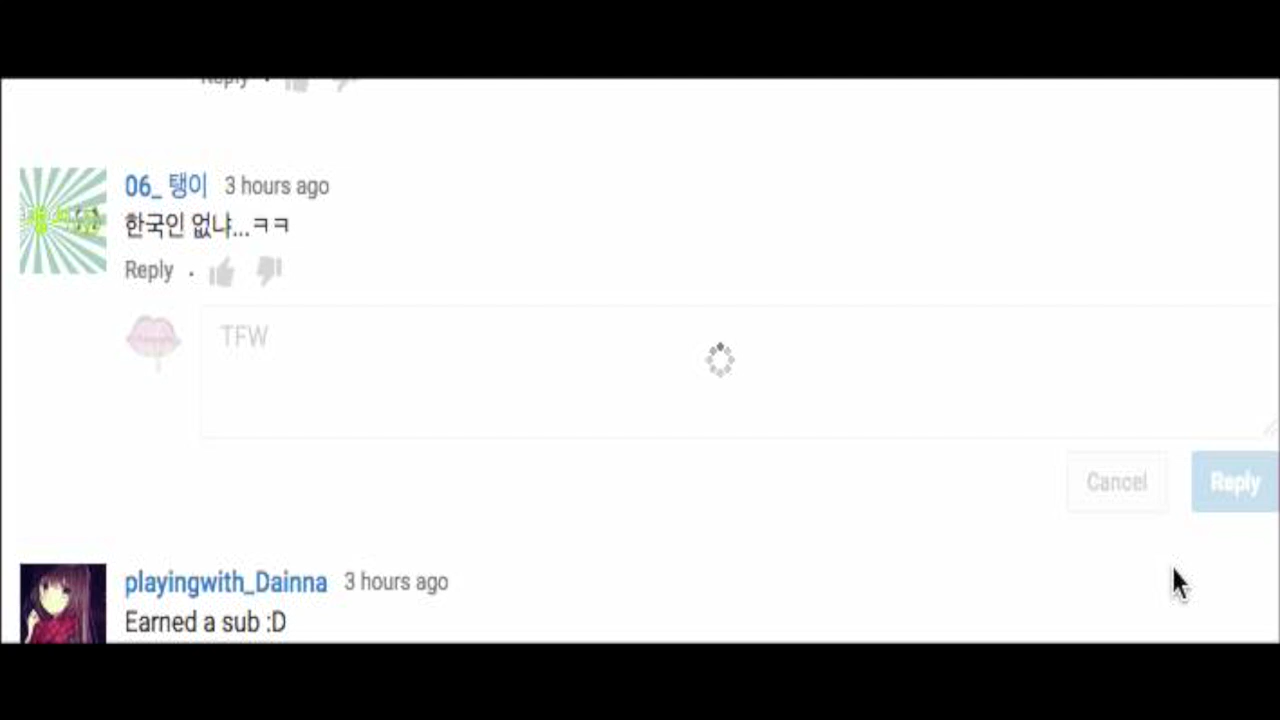 Reply
06_ 탱이 3 hours ago
한국인 없냐...ㅋㅋ
Reply
TFW
Cancel
Reply
playingwith_Dainna 3 hours ago
Earned a sub :D